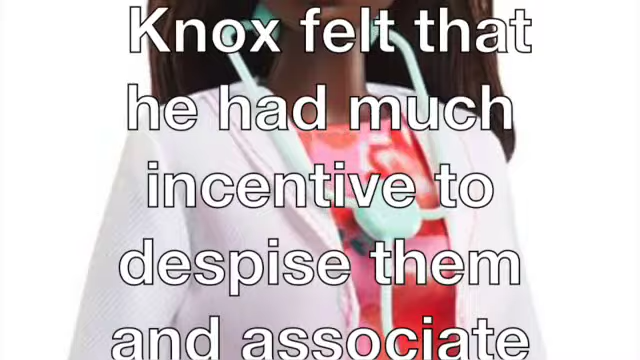 Knox felt that
he had much
incentive to
despise them
and associate